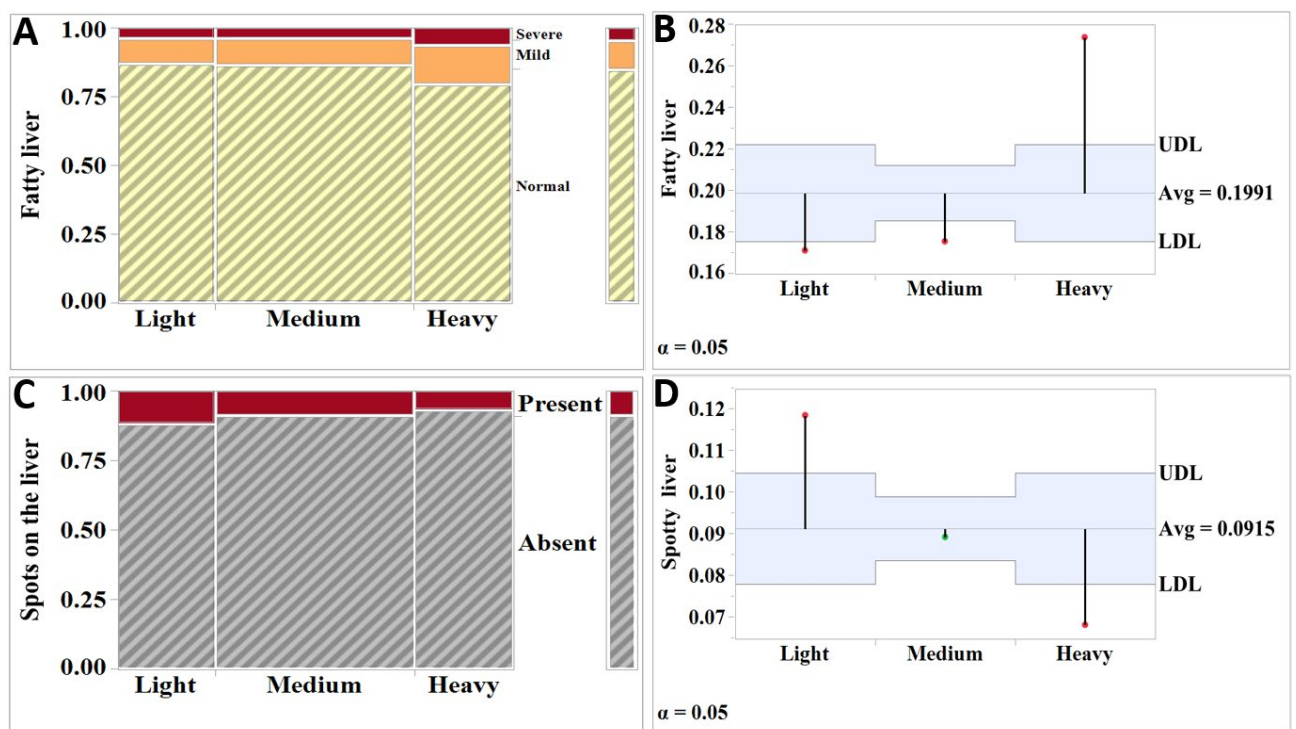 A
Fatty liver
1.00
0.75
0.50
0.25
0.00
Severe
Mild
Normal
Light Medium Heavy
B
Fatty liver
0.28
0.26
0.24
0.22
0.20
0.18
0.16
UDL
Avg = 0.1991
LDL
Light Medium Heavy
α = 0.05
C
Spots on the liver
1.00
0.75
0.50
0.25
0.00
Present
Absent
Light Medium Heavy
D
Spotty liver
0.12
0.11
0.10
0.09
0.08
0.07
UDL
Avg = 0.0915
LDL
Light Medium Heavy
α = 0.05